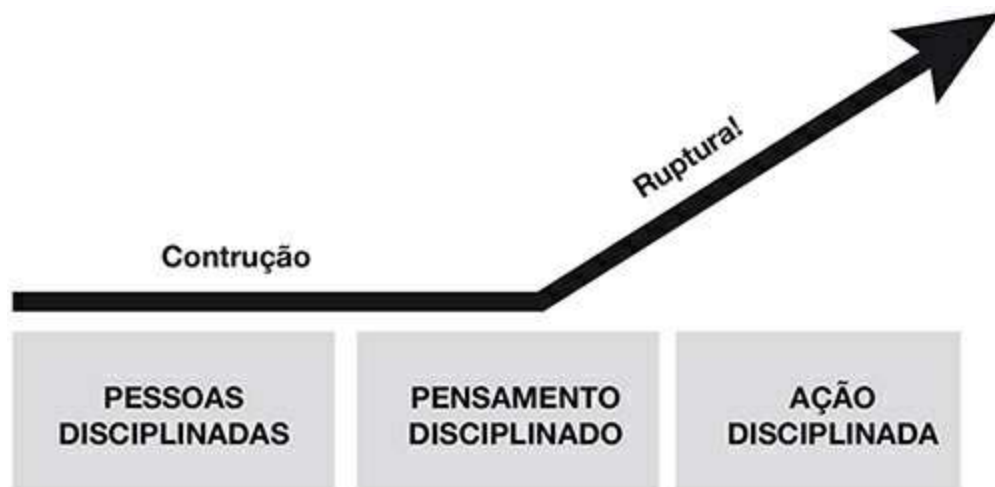 Ruptura!
Contrução
PESSOAS
DISCIPLINADAS
PENSAMENTO
DISCIPLINADO
AÇÃO
DISCIPLINADA